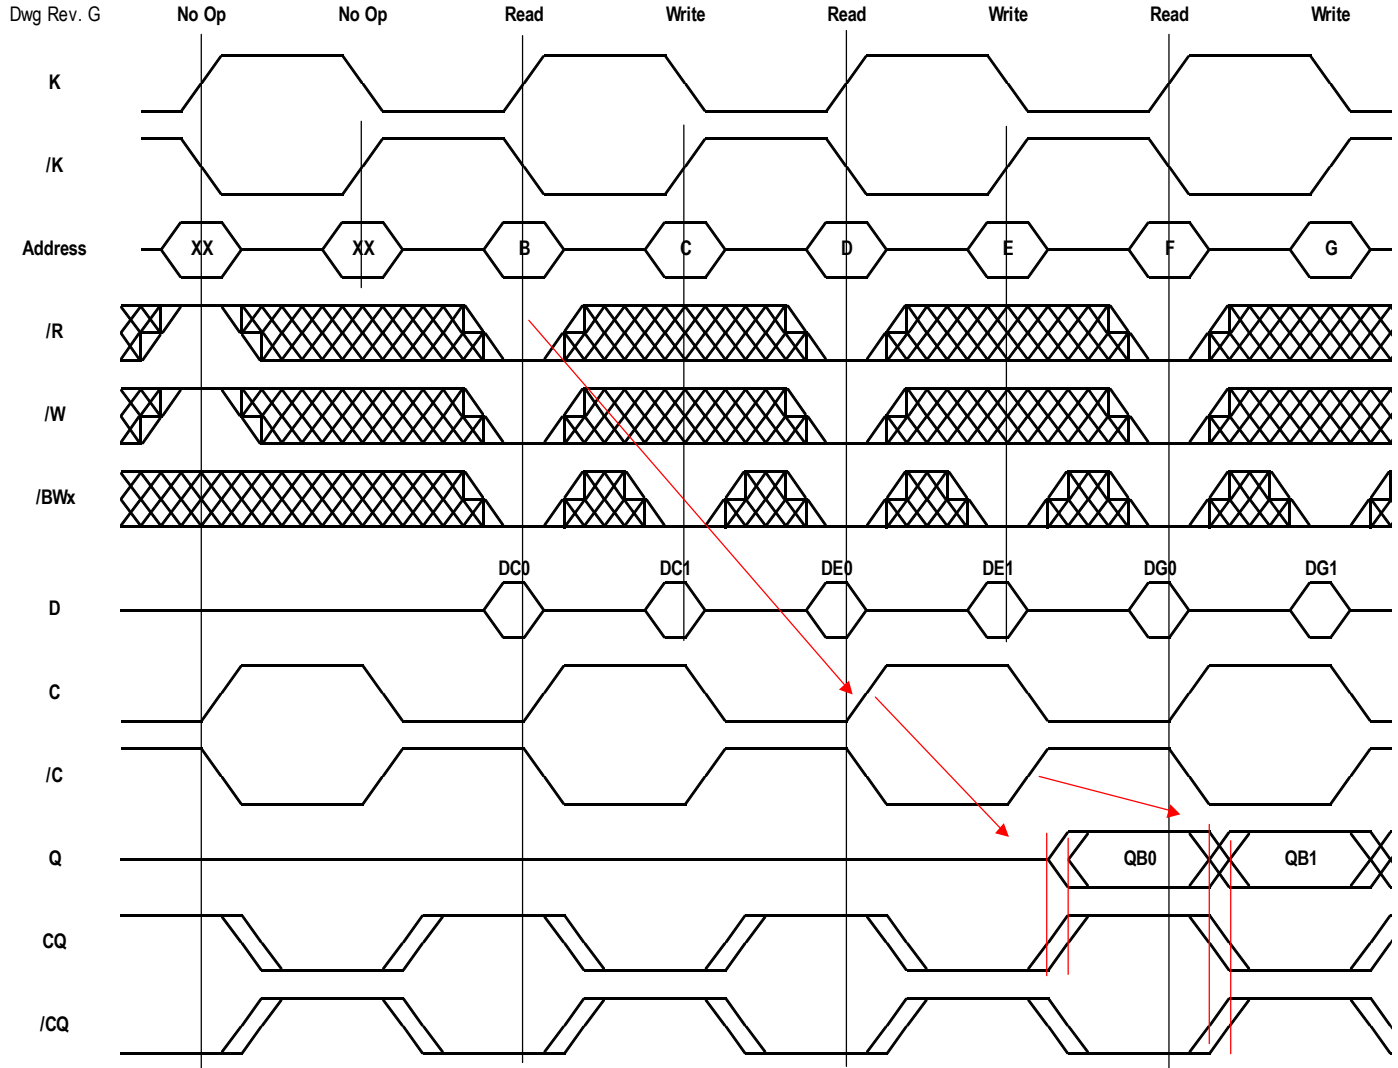 Dwg Rev. G No Op No Op Read Write Read Write Read Write
K
/K
Address XX XX B C D E F G
/R
/W
/BWx
DC0 DC1 DE0 DE1 DG0 DG1
D
C
/C
Q QB0 QB1
CQ
/CQ